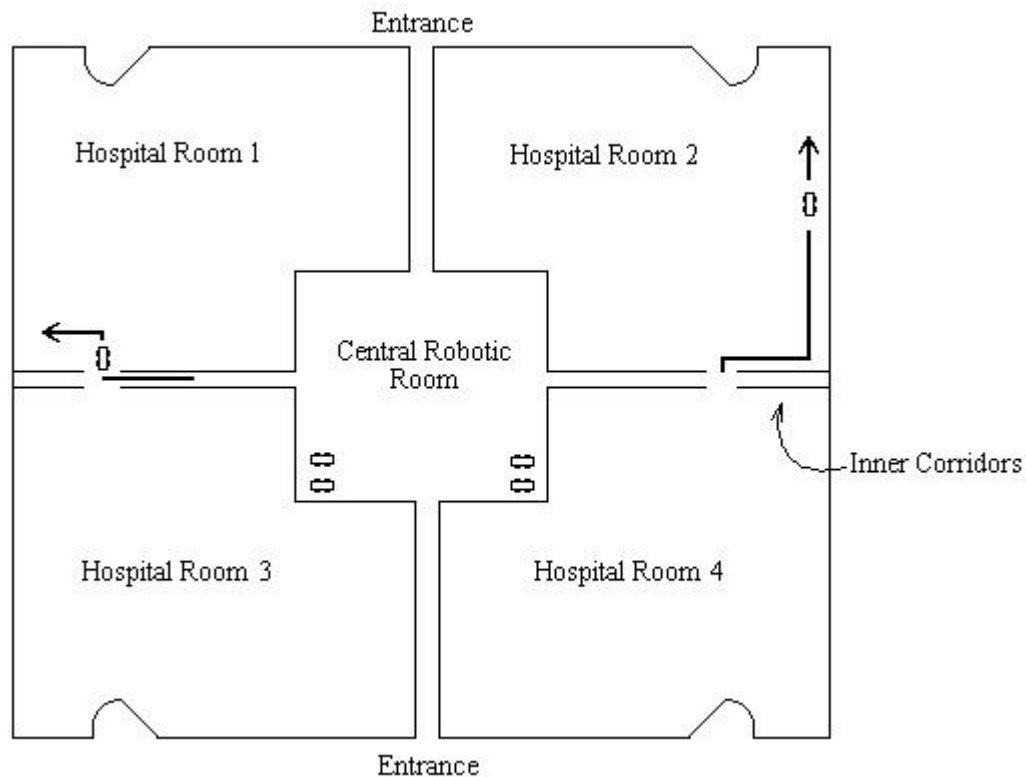 Entrance
Hospital Room 1
Hospital Room 2
Central Robotic
Room
Inner Corridors
Hospital Room 3
Hospital Room 4
Entrance